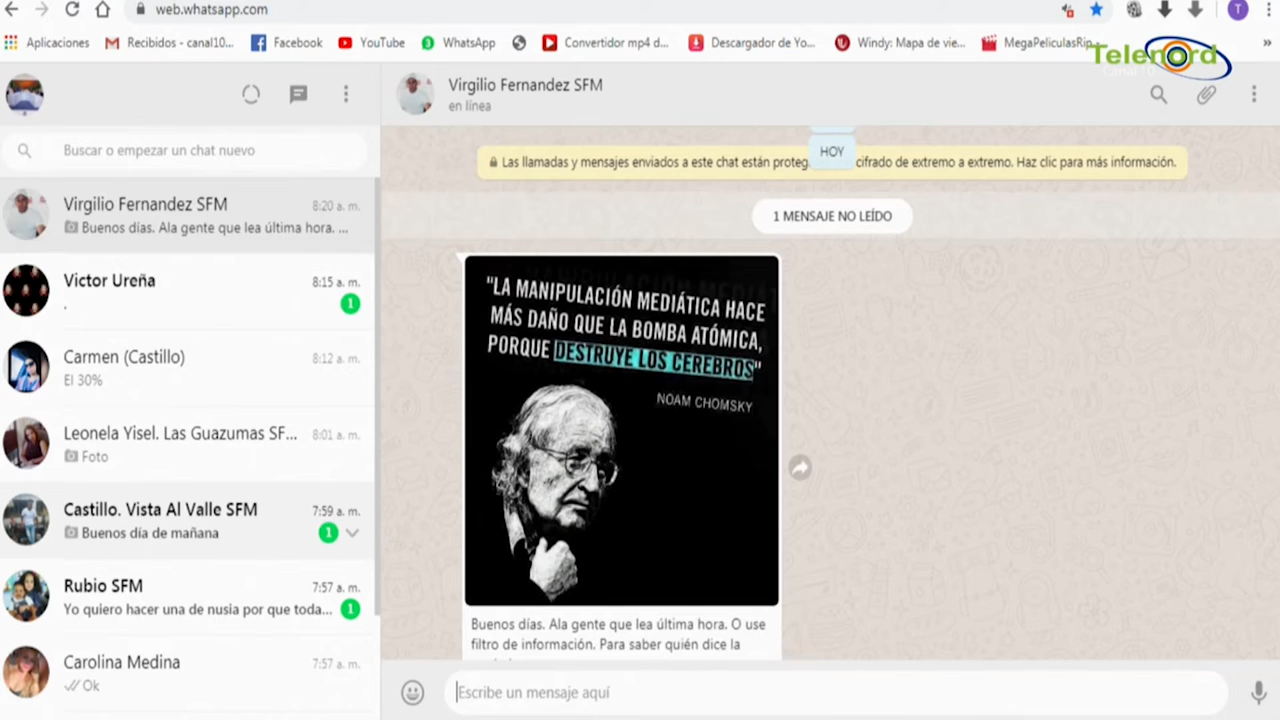 web.whatsapp.com
T
Aplicaciones
Recibidos - canal10...
Facebook
YouTube
3
WhatsApp
Convertidor mp4 d...
Descargador de Yo...
Windy: Mapa de vie...
MegaPeliculasRip
»
Telenord
Canal 10
Virgilio Fernandez SFM
en línea
Buscar o empezar un chat nuevo
Virgilio Fernandez SFM
8:20 a. m.
Buenos días. Ala gente que lea última hora. ...
Victor Ureña
8:15 a. m.
.
1
Carmen (Castillo)
8:12 a. m.
El 30%
Leonela Yisel. Las Guazumas SF...
8:01 a. m.
Foto
Castillo. Vista Al Valle SFM
7:59 a. m.
Buenos día de mañana
1
Rubio SFM
7:57 a. m.
Yo quiero hacer una de nusia por que toda...
1
Carolina Medina
7:57 a. m.
Ok
HOY
Las llamadas y mensajes enviados a este chat están proteg cifrado de extremo a extremo. Haz clic para más información.
1 MENSAJE NO LEÍDO
"LA MANIPULACIÓN MEDIÁTICA HACE
MÁS DAÑO QUE LA BOMBA ATÓMICA,
PORQUE DESTRUYE LOS CEREBROS"
NOAM CHOMSKY
Buenos días. Ala gente que lea última hora. O use
filtro de información. Para saber quién dice la
Escribe un mensaje aquí